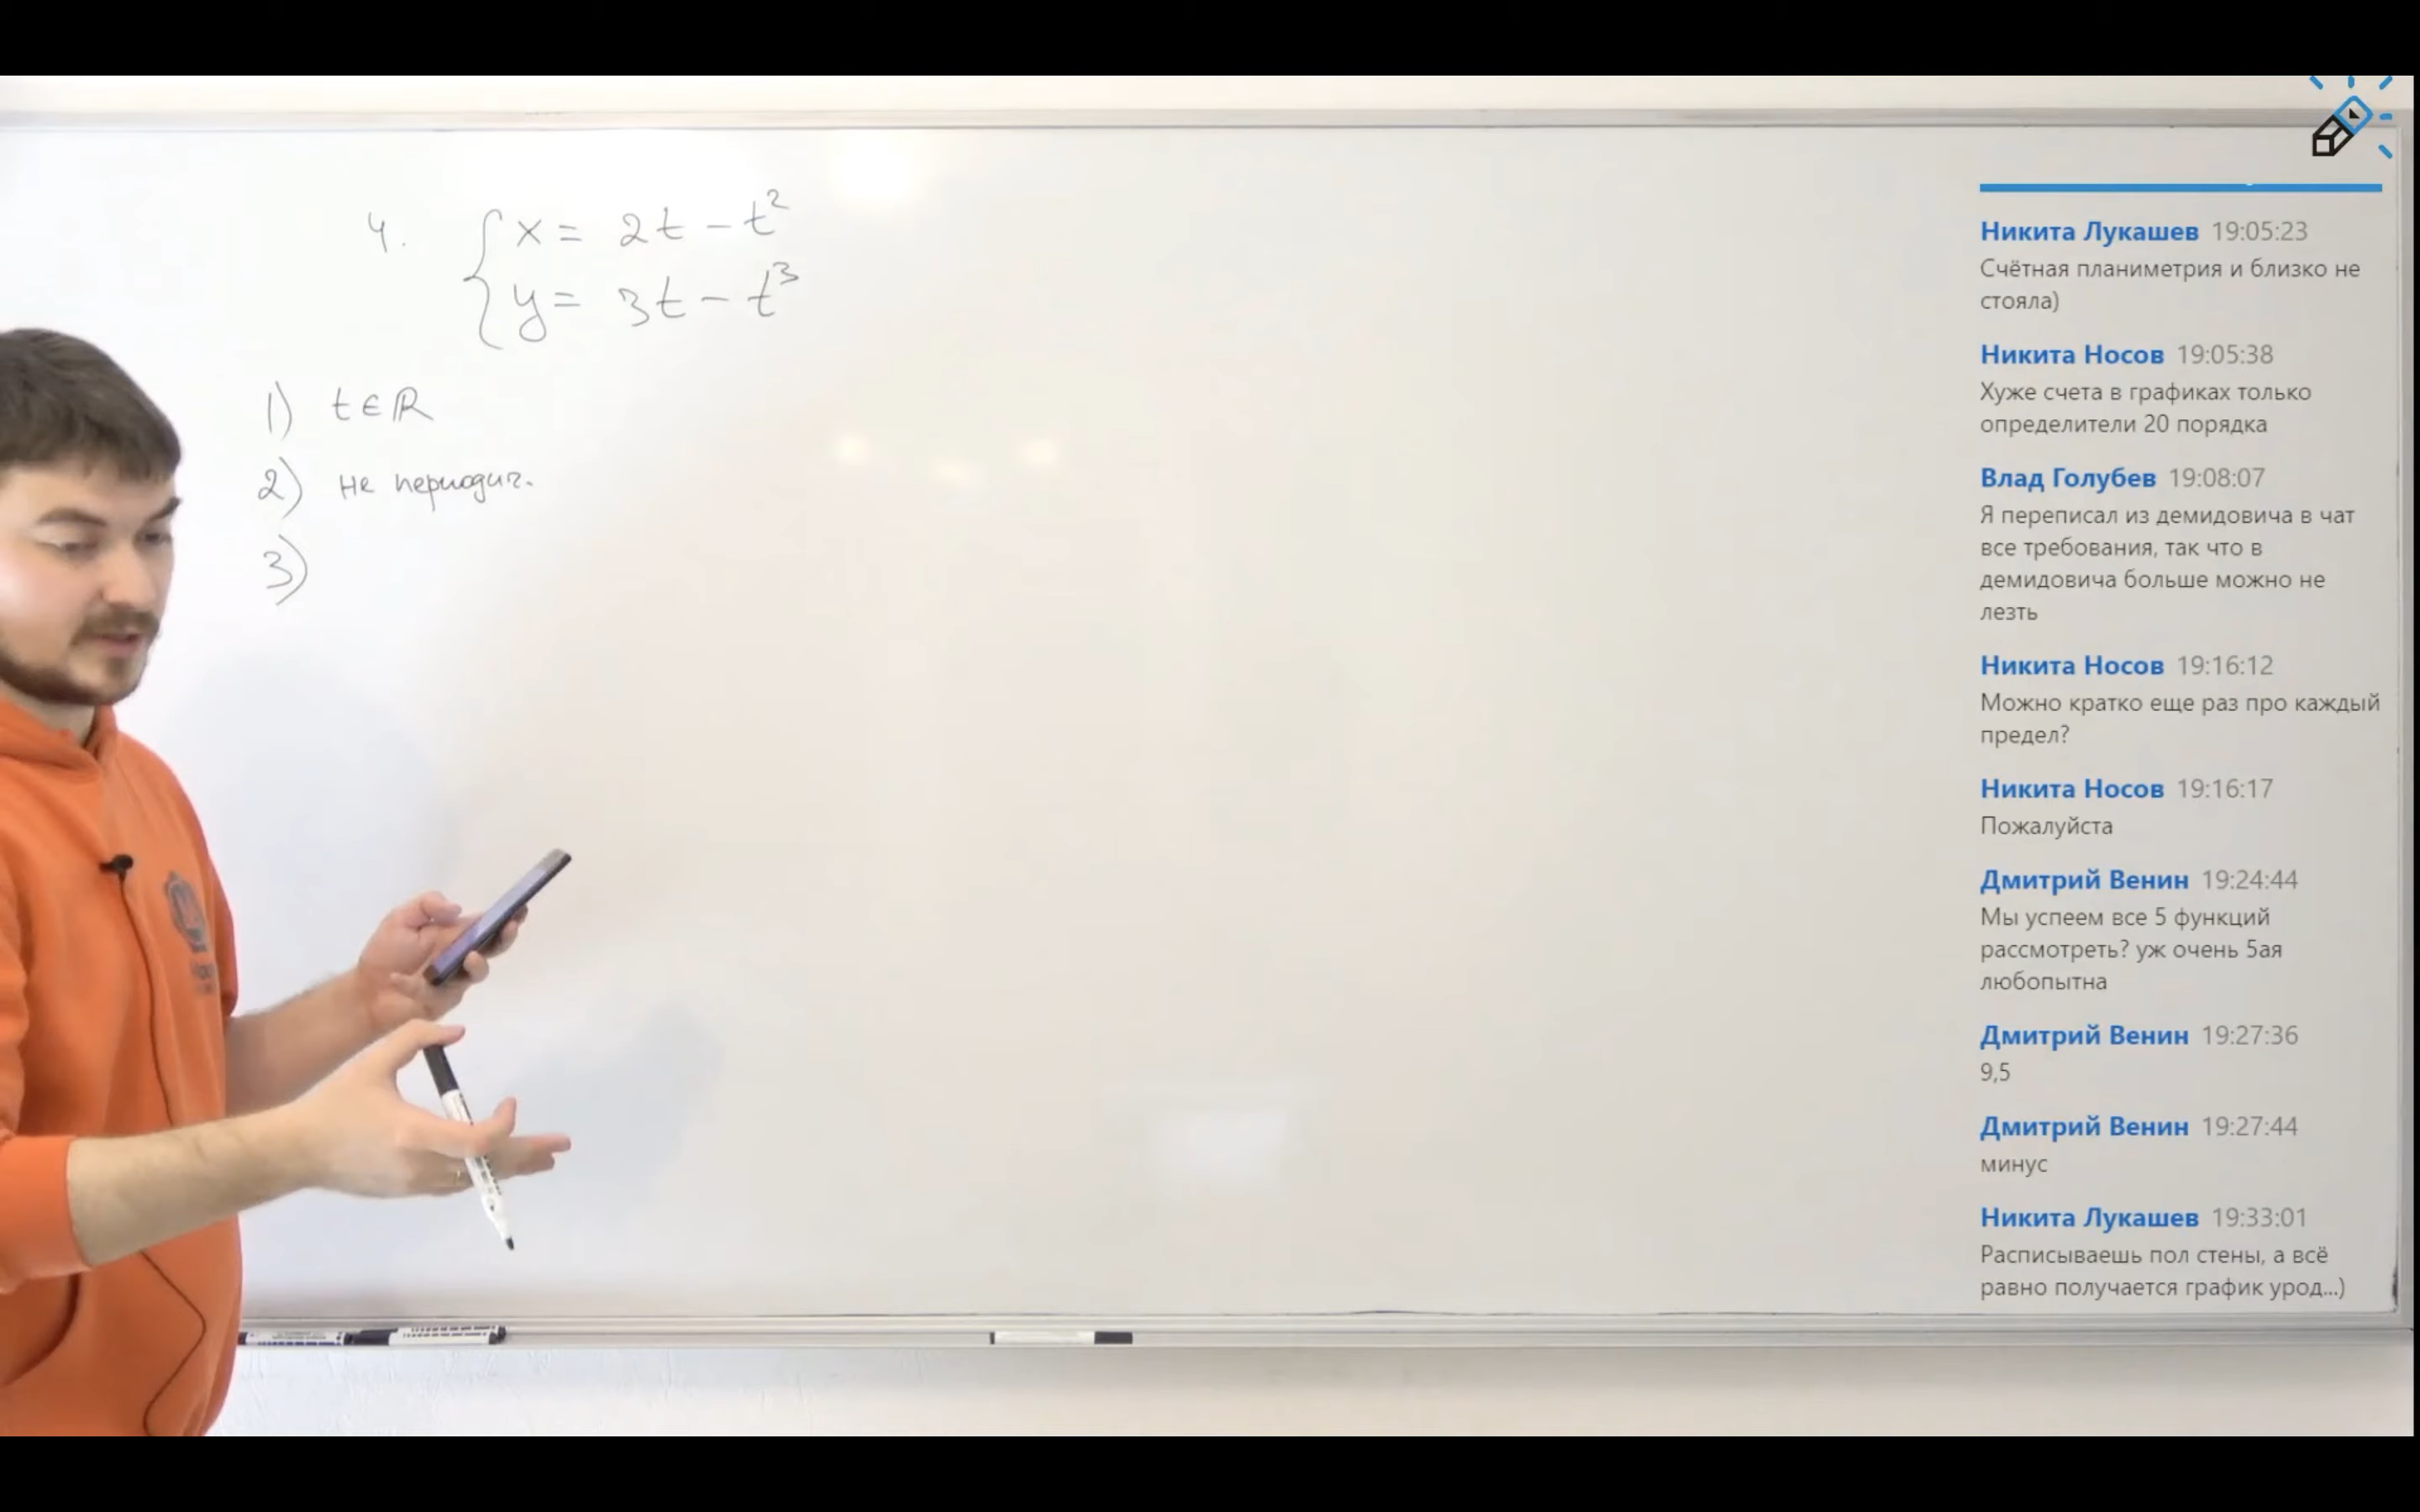 4. { x = 2t - t²
y = 3t - t³
1) t ∈ ℝ
2) не периодич.
3)
Никита Лукашев 19:05:23
Счётная планиметрия и близко не
стояла)
Никита Носов 19:05:38
Хуже счета в графиках только
определители 20 порядка
Влад Голубев 19:08:07
Я переписал из демидовича в чат
все требования, так что в
демидовича больше можно не
лезть
Никита Носов 19:16:12
Можно кратко еще раз про каждый
предел?
Никита Носов 19:16:17
Пожалуйста
Дмитрий Венин 19:24:44
Мы успеем все 5 функций
рассмотреть? уж очень 5ая
любопытна
Дмитрий Венин 19:27:36
9,5
Дмитрий Венин 19:27:44
минус
Никита Лукашев 19:33:01
Расписываешь пол стены, а всё
равно получается график урод...)